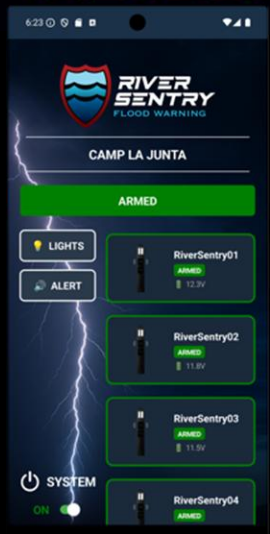 6:23
RIVER
SENTRY
FLOOD WARNING
CAMP LA JUNTA
ARMED
LIGHTS
ALERT
RiverSentry01
ARMED
12.3V
RiverSentry02
ARMED
11.8V
RiverSentry03
ARMED
11.5V
RiverSentry04
ARMED
SYSTEM
ON